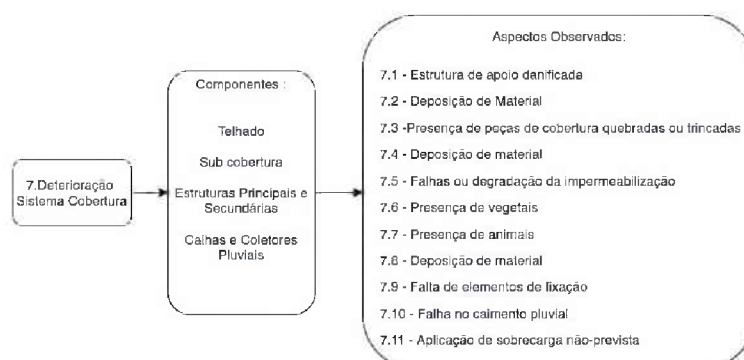 7.Deterioração
Sistema Cobertura
Componentes :
Telhado
Sub cobertura
Estruturas Principais e
Secundárias
Calhas e Coletores
Pluviais
Aspectos Observados:
7.1 - Estrutura de apoio danificada
7.2 - Deposição de Material
7.3 -Presença de peças de cobertura quebradas ou trincadas
7.4 - Deposição de material
7.5 - Falhas ou degradação da impermeabilização
7.6 - Presença de vegetais
7.7 - Presença de animais
7.8 - Deposição de material
7.9 - Falta de elementos de fixação
7.10 - Falha no caimento pluvial
7.11 - Aplicação de sobrecarga não-prevista